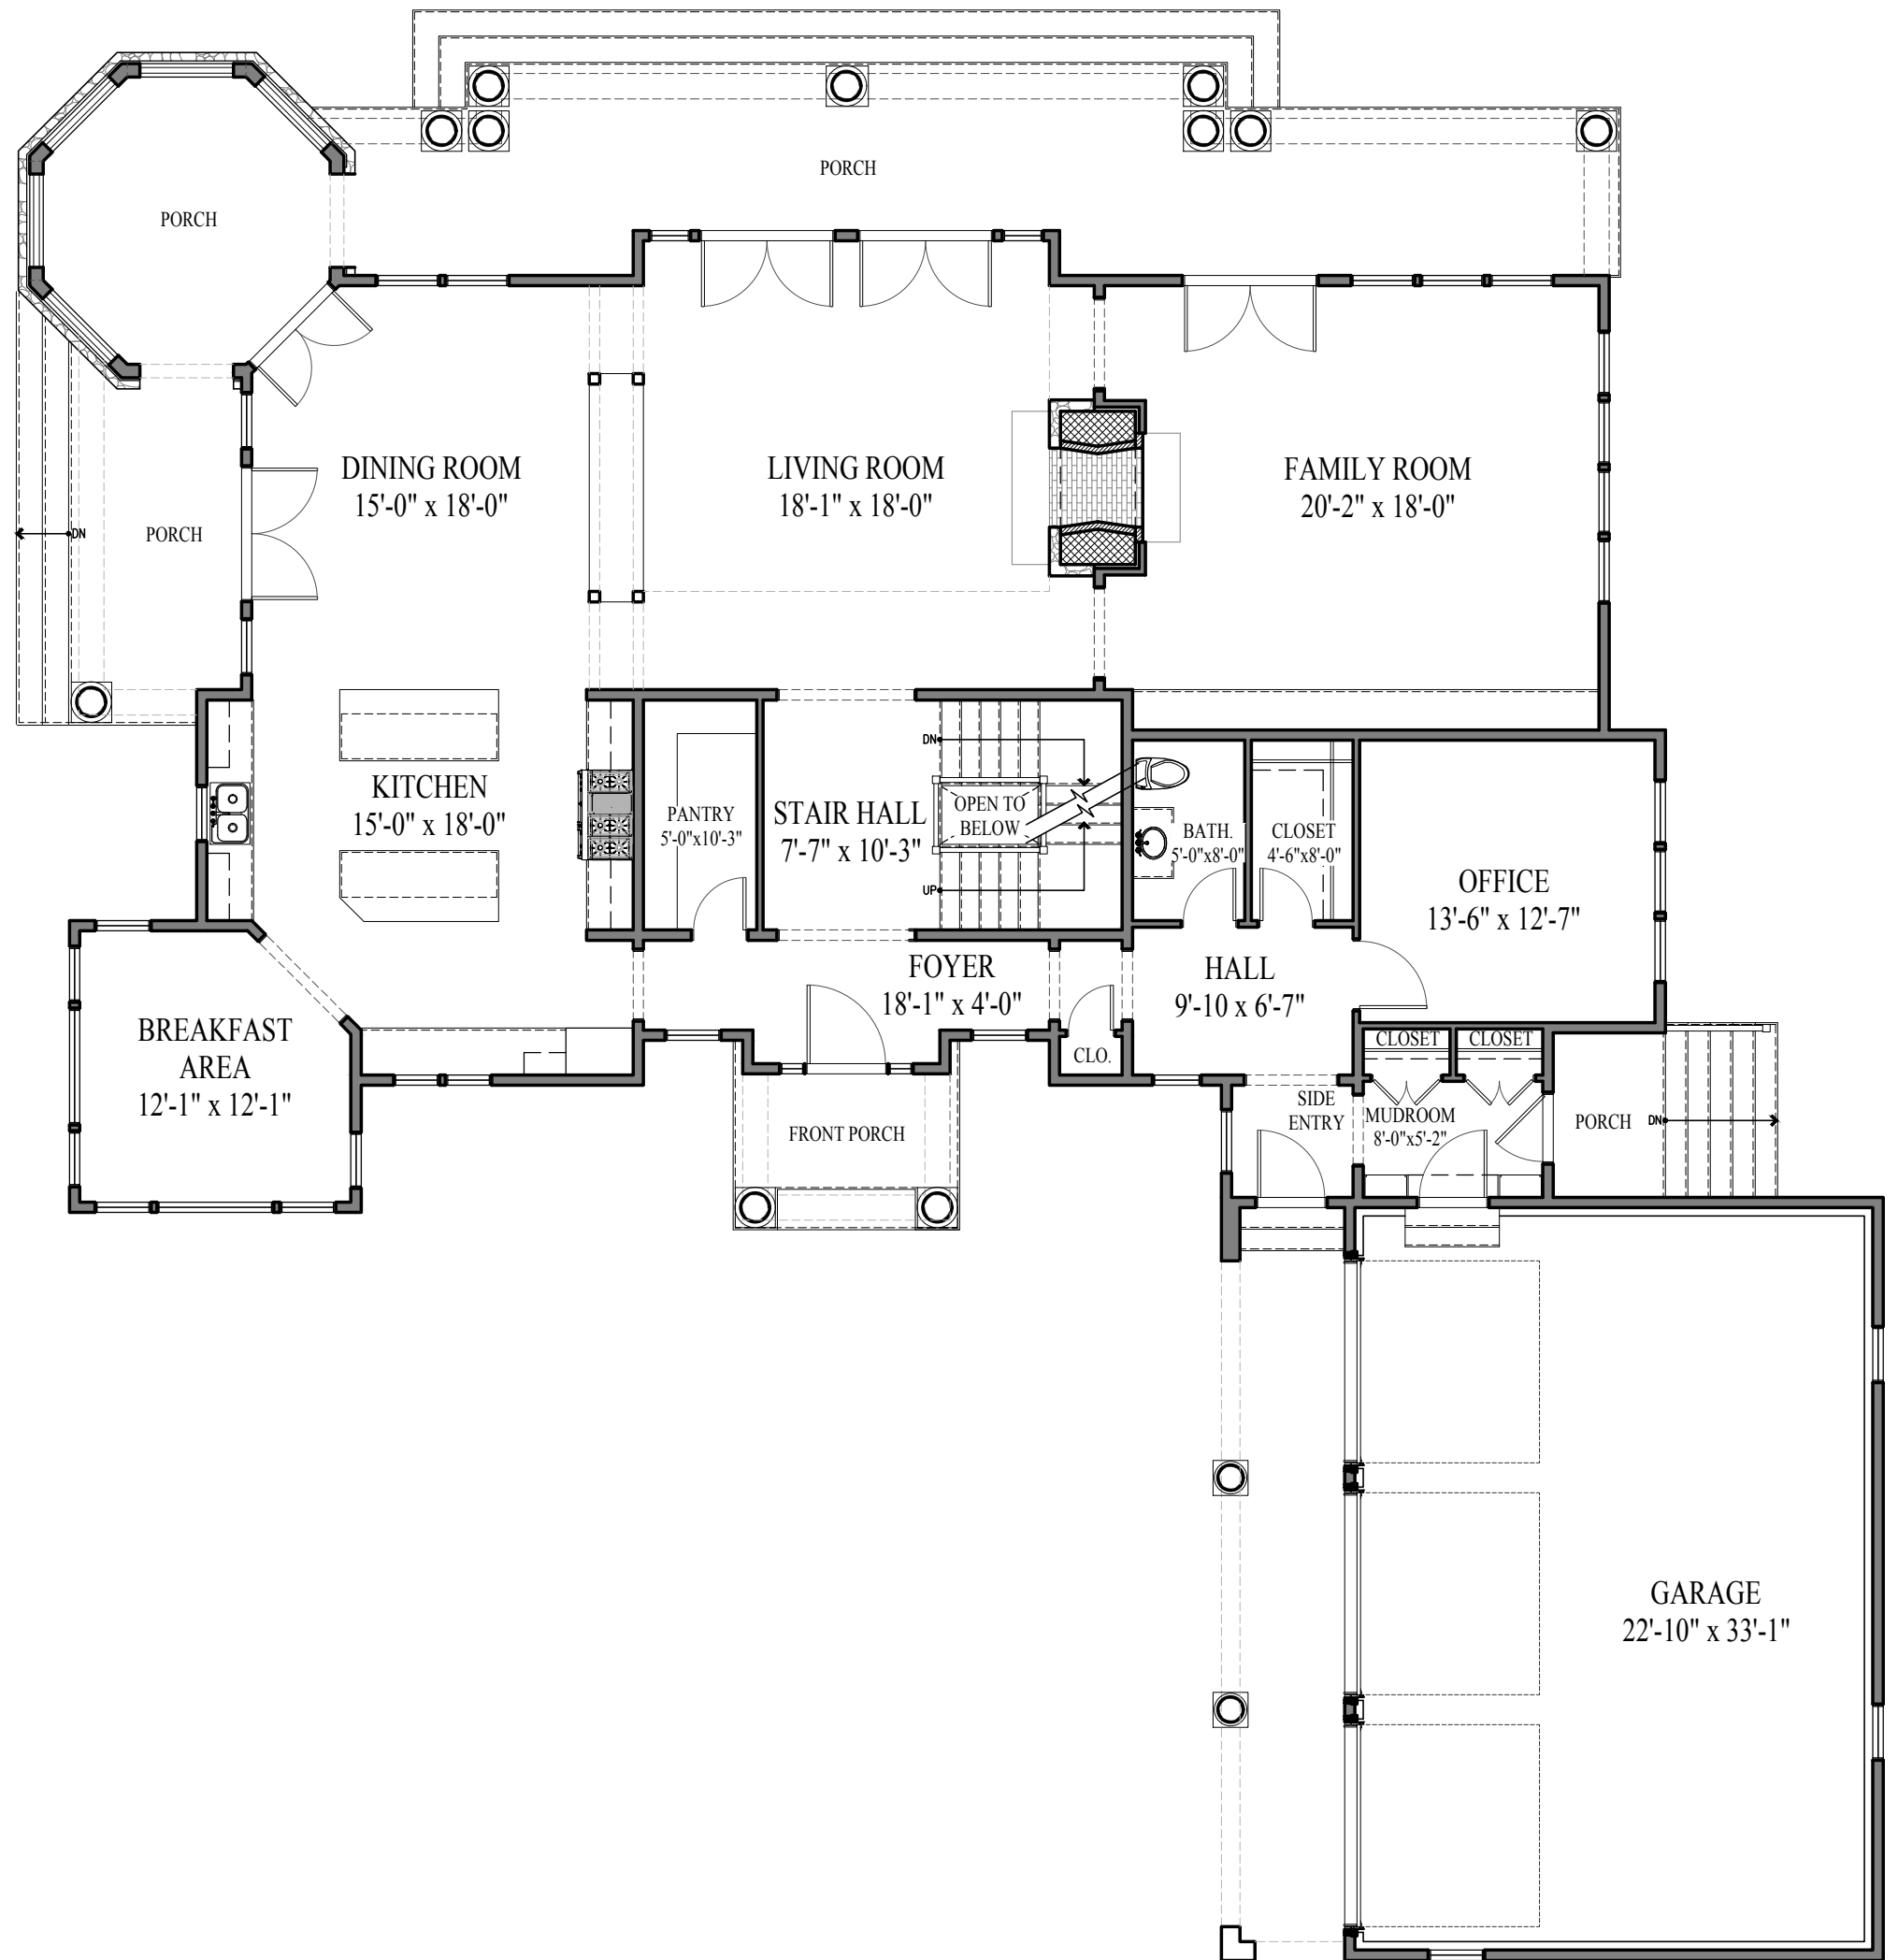 PORCH
PORCH
DINING ROOM
15'-0" x 18'-0"
LIVING ROOM
18'-1" x 18'-0"
FAMILY ROOM
20'-2" x 18'-0"
DN
PORCH
KITCHEN
15'-0" x 18'-0"
PANTRY
5'-0"x10'-3"
STAIR HALL
7'-7" x 10'-3"
DN
OPEN TO
BELOW
UP
BATH.
5'-0"x8'-0"
CLOSET
4'-6"x8'-0"
OFFICE
13'-6" x 12'-7"
FOYER
18'-1" x 4'-0"
HALL
9'-10 x 6'-7"
BREAKFAST
AREA
12'-1" x 12'-1"
CLO.
CLOSET
CLOSET
SIDE
ENTRY
MUDROOM
8'-0"x5'-2"
PORCH
DN
FRONT PORCH
GARAGE
22'-10" x 33'-1"